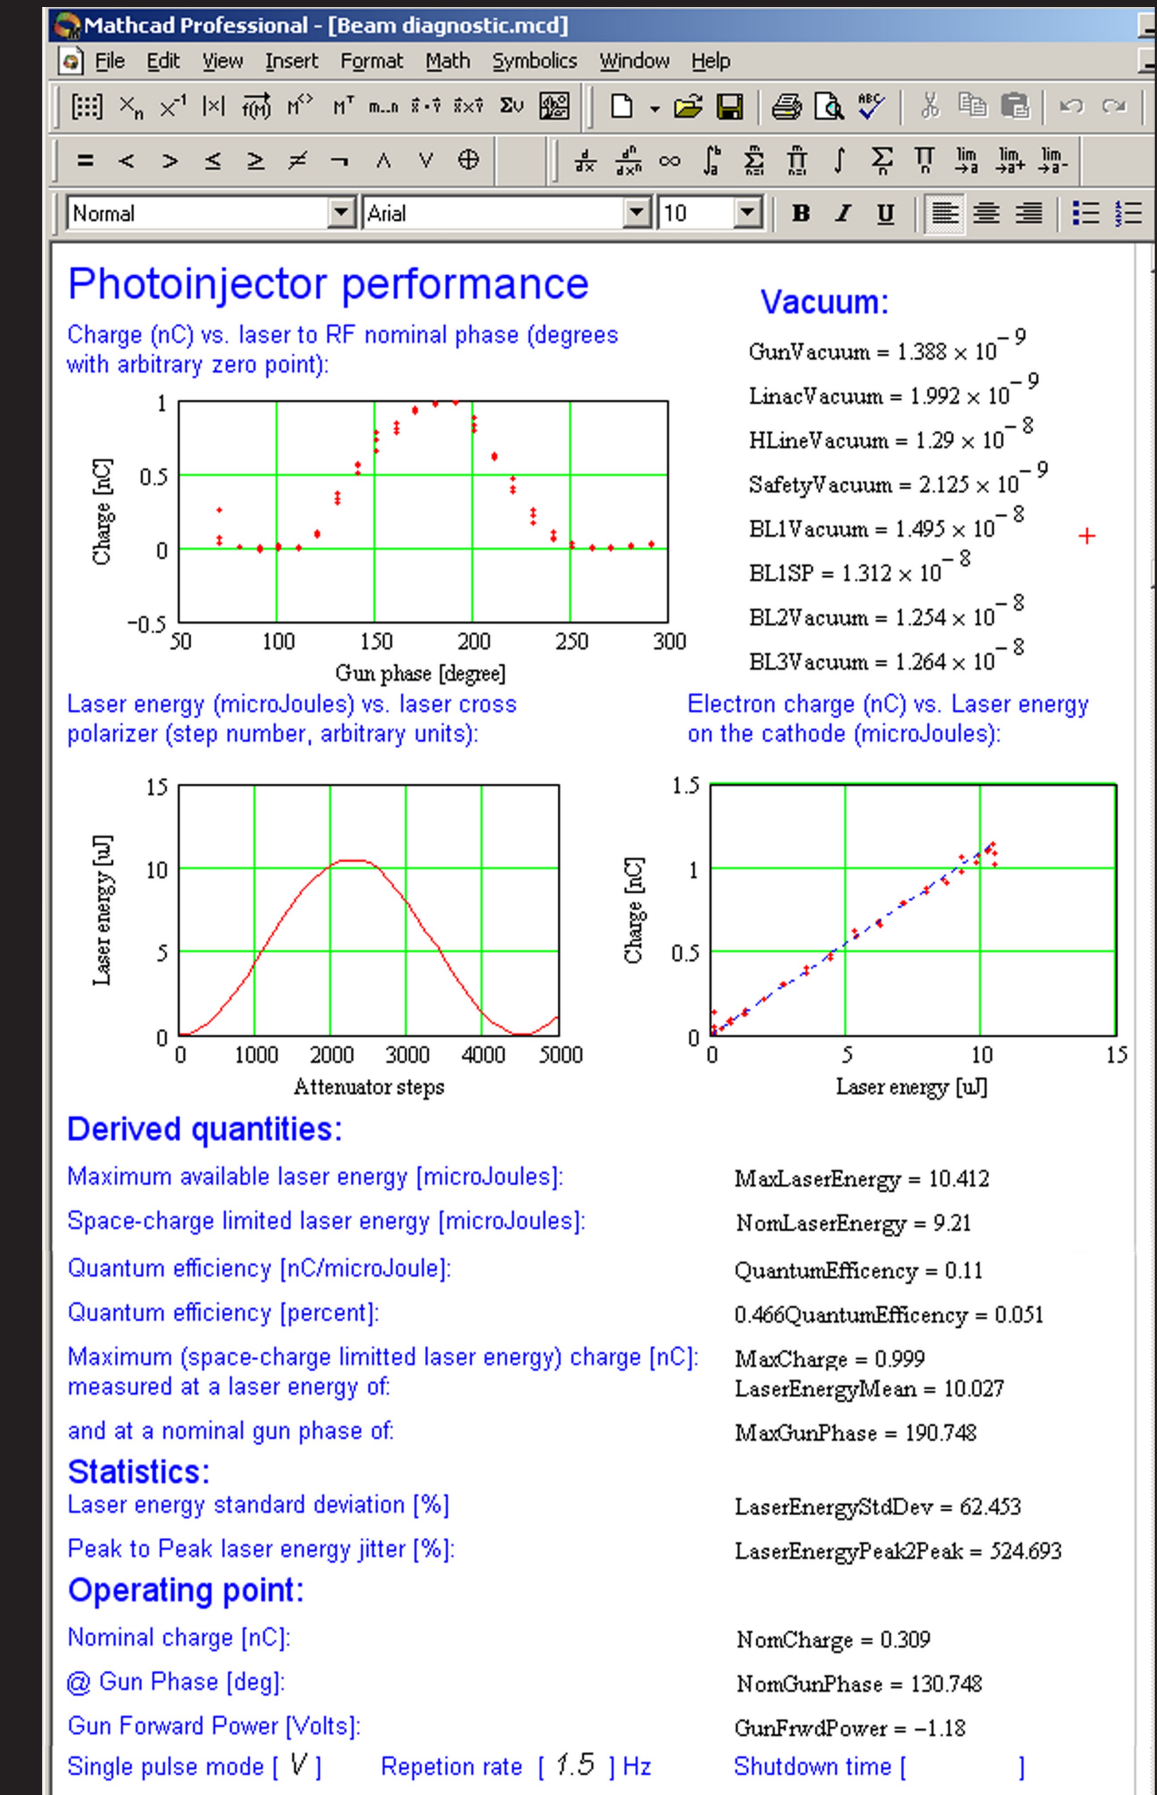 Mathcad Professional - [Beam diagnostic.mcd]
File Edit View Insert Format Math Symbolics Window Help
Normal Arial 10 B I U
Photoinjector performance
Charge (nC) vs. laser to RF nominal phase (degrees
with arbitrary zero point):
1
0.5
0
−0.5
50 100 150 200 250 300
Charge [nC]
Gun phase [degree]
Vacuum:
GunVacuum = 1.388 × 10^−9
LinacVacuum = 1.992 × 10^−9
HLineVacuum = 1.29 × 10^−8
SafetyVacuum = 2.125 × 10^−9
BL1Vacuum = 1.495 × 10^−8
BL1SP = 1.312 × 10^−8
BL2Vacuum = 1.254 × 10^−8
BL3Vacuum = 1.264 × 10^−8
Laser energy (microJoules) vs. laser cross
polarizer (step number, arbitrary units):
15
10
5
0
0 1000 2000 3000 4000 5000
Laser energy [uJ]
Attenuator steps
Electron charge (nC) vs. Laser energy
on the cathode (microJoules):
1.5
1
0.5
0
0 5 10 15
Charge [nC]
Laser energy [uJ]
Derived quantities:
Maximum available laser energy [microJoules]: MaxLaserEnergy = 10.412
Space-charge limited laser energy [microJoules]: NomLaserEnergy = 9.21
Quantum efficiency [nC/microJoule]: QuantumEfficency = 0.11
Quantum efficiency [percent]: 0.466QuantumEfficency = 0.051
Maximum (space-charge limitted laser energy) charge [nC]: MaxCharge = 0.999
measured at a laser energy of: LaserEnergyMean = 10.027
and at a nominal gun phase of: MaxGunPhase = 190.748
Statistics:
Laser energy standard deviation [%] LaserEnergyStdDev = 62.453
Peak to Peak laser energy jitter [%]: LaserEnergyPeak2Peak = 524.693
Operating point:
Nominal charge [nC]: NomCharge = 0.309
@ Gun Phase [deg]: NomGunPhase = 130.748
Gun Forward Power [Volts]: GunFrwdPower = −1.18
Single pulse mode [ V ] Repetion rate [ 1.5 ] Hz Shutdown time [ ]